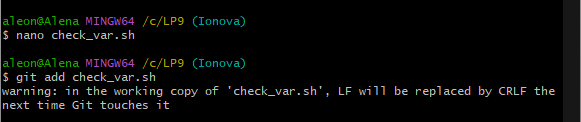 aleon@Alena MINGW64 /c/LP9 (Ionova)
$ nano check_var.sh
aleon@Alena MINGW64 /c/LP9 (Ionova)
$ git add check_var.sh
warning: in the working copy of 'check_var.sh', LF will be replaced by CRLF the
next time Git touches it